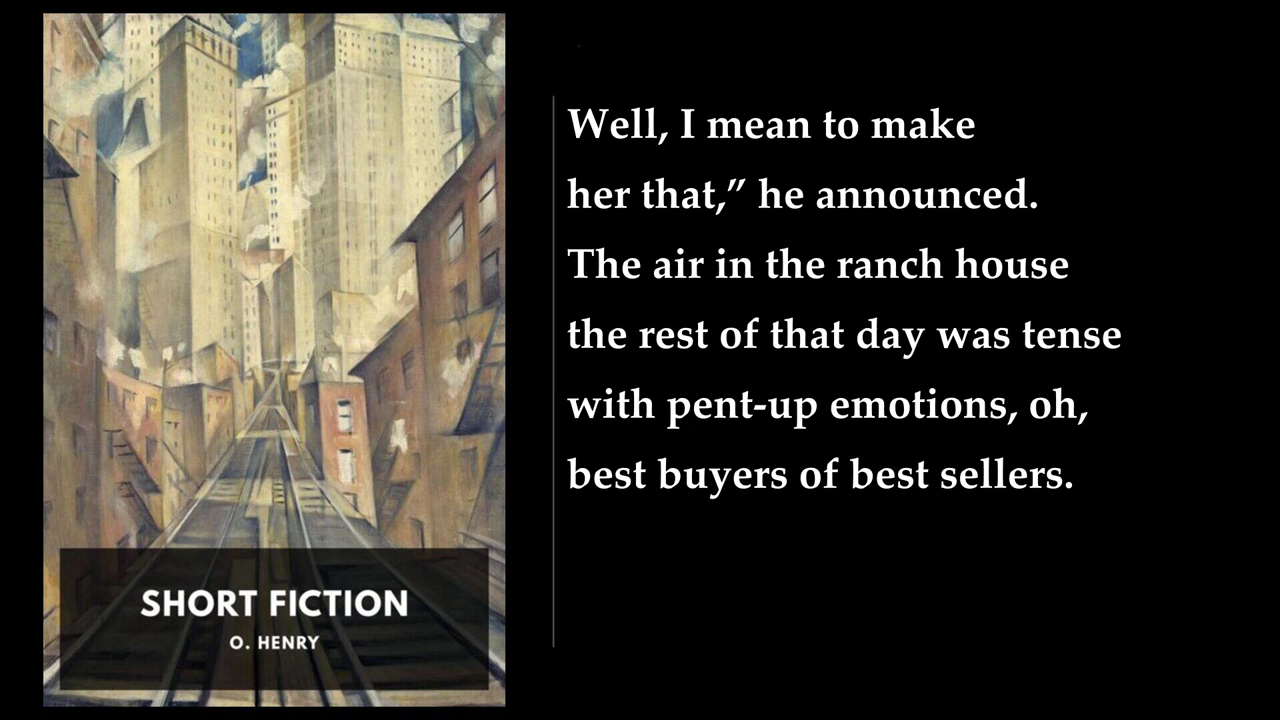 Well, I mean to make
her that,” he announced.
The air in the ranch house
the rest of that day was tense
with pent-up emotions, oh,
best buyers of best sellers.
SHORT FICTION
O. HENRY